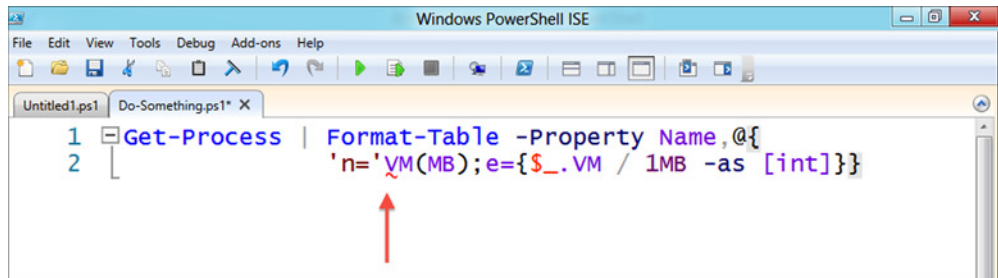 Windows PowerShell ISE
File Edit View Tools Debug Add-ons Help
Untitled1.ps1 Do-Something.ps1* X
1 Get-Process | Format-Table -Property Name,@{
2 'n='VM(MB);e={$_.VM / 1MB -as [int]}}